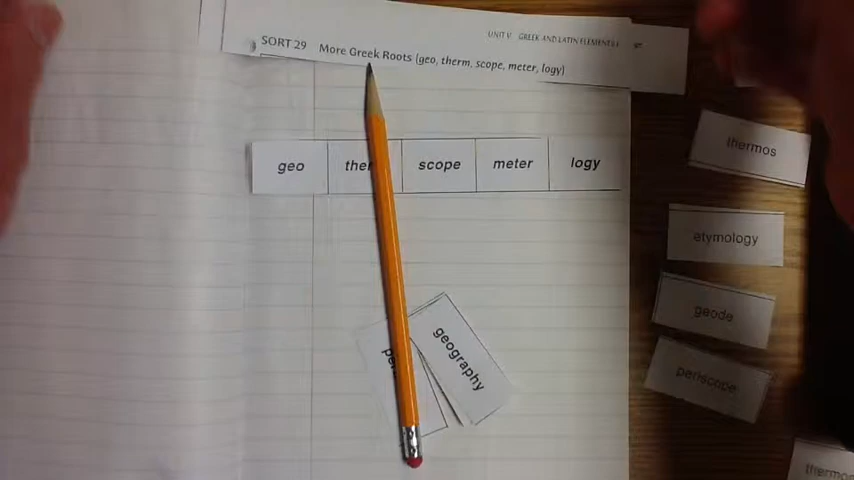 UNIT V GREEK AND LATIN ELEMENTS I
SORT 29 More Greek Roots (geo, therm, scope, meter, logy)
thermos
geo
scope
meter
logy
etymology
geode
geography
periscope